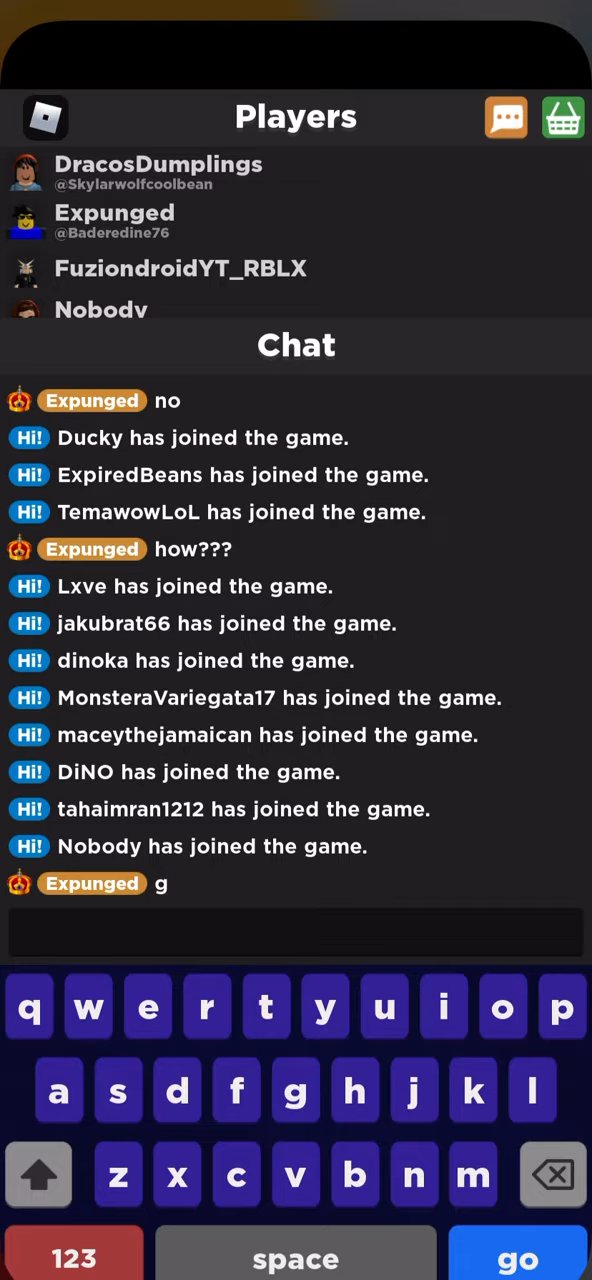 Players
DracosDumplings
@Skylarwolfcoolbean
Expunged
@Baderedine76
FuziondroidYT_RBLX
Nobody
Chat
Expunged no
Hi! Ducky has joined the game.
Hi! ExpiredBeans has joined the game.
Hi! TemawowLoL has joined the game.
Expunged how???
Hi! Lxve has joined the game.
Hi! jakubrat66 has joined the game.
Hi! dinoka has joined the game.
Hi! MonsteraVariegata17 has joined the game.
Hi! maceythejamaican has joined the game.
Hi! DiNO has joined the game.
Hi! tahaimran1212 has joined the game.
Hi! Nobody has joined the game.
Expunged g
q w e r t y u i o p
a s d f g h j k l
z x c v b n m
123 space go